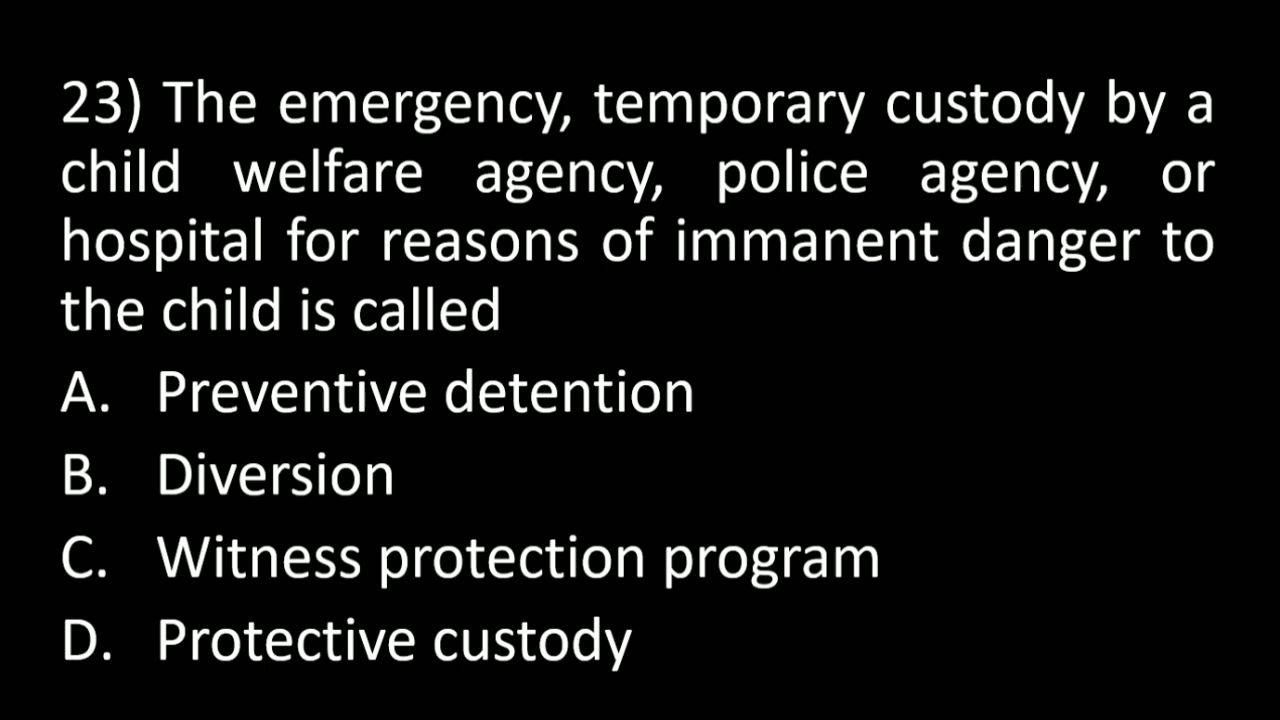 23) The emergency, temporary custody by a
child welfare agency, police agency, or
hospital for reasons of immanent danger to
the child is called
A. Preventive detention
B. Diversion
C. Witness protection program
D. Protective custody